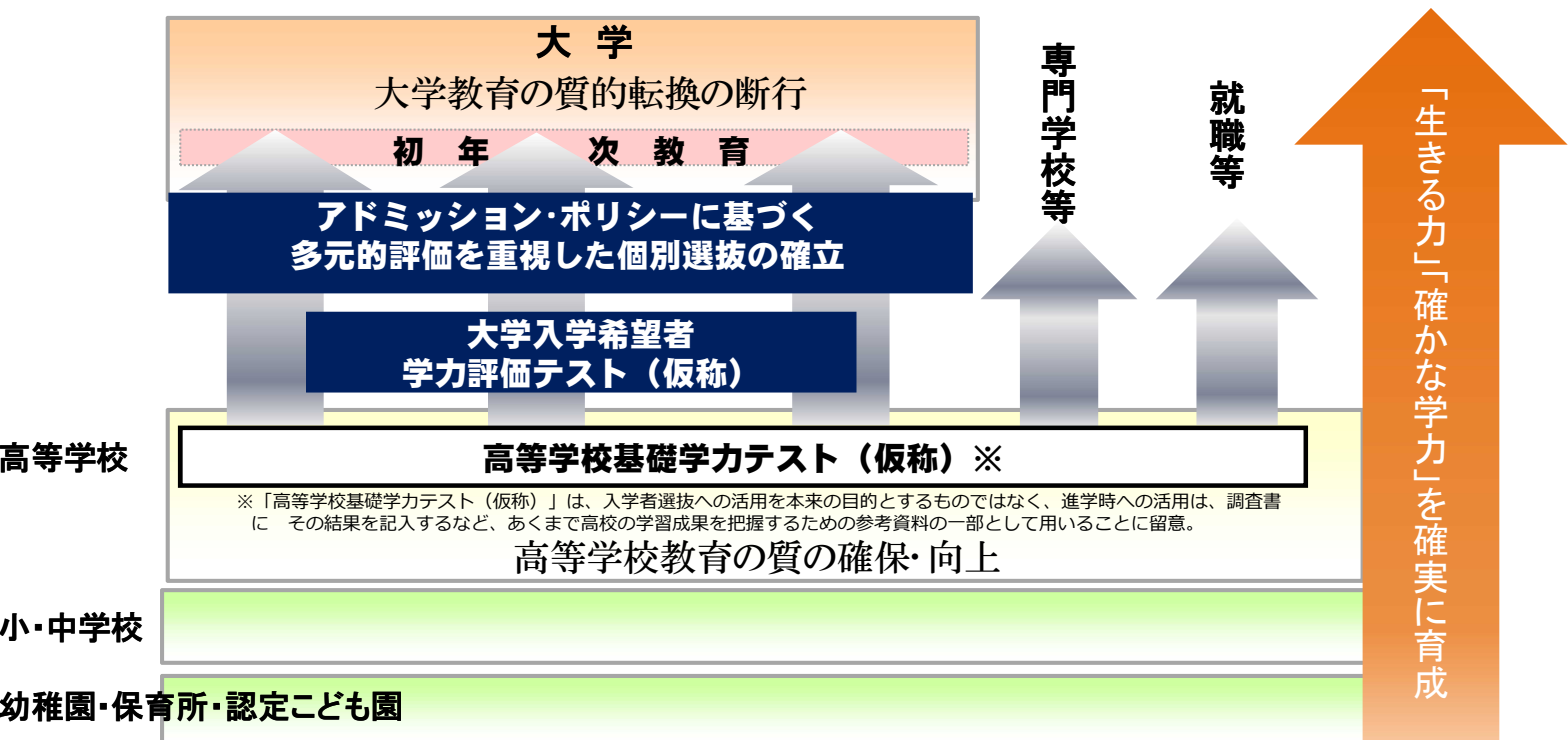 大 学
大学教育の質的転換の断行
初 年 次 教 育
アドミッション･ポリシーに基づく
多元的評価を重視した個別選抜の確立
大学入学希望者
学力評価テスト（仮称）
専門学校等
就職等
「生きる力」「確かな学力」を確実に育成
高等学校
高等学校基礎学力テスト（仮称）※
※「高等学校基礎学力テスト（仮称）」は、入学者選抜への活用を本来の目的とするものではなく、進学時への活用は、調査書
に　その結果を記入するなど、あくまで高校の学習成果を把握するための参考資料の一部として用いることに留意。
高等学校教育の質の確保･向上
小・中学校
幼稚園・保育所・認定こども園